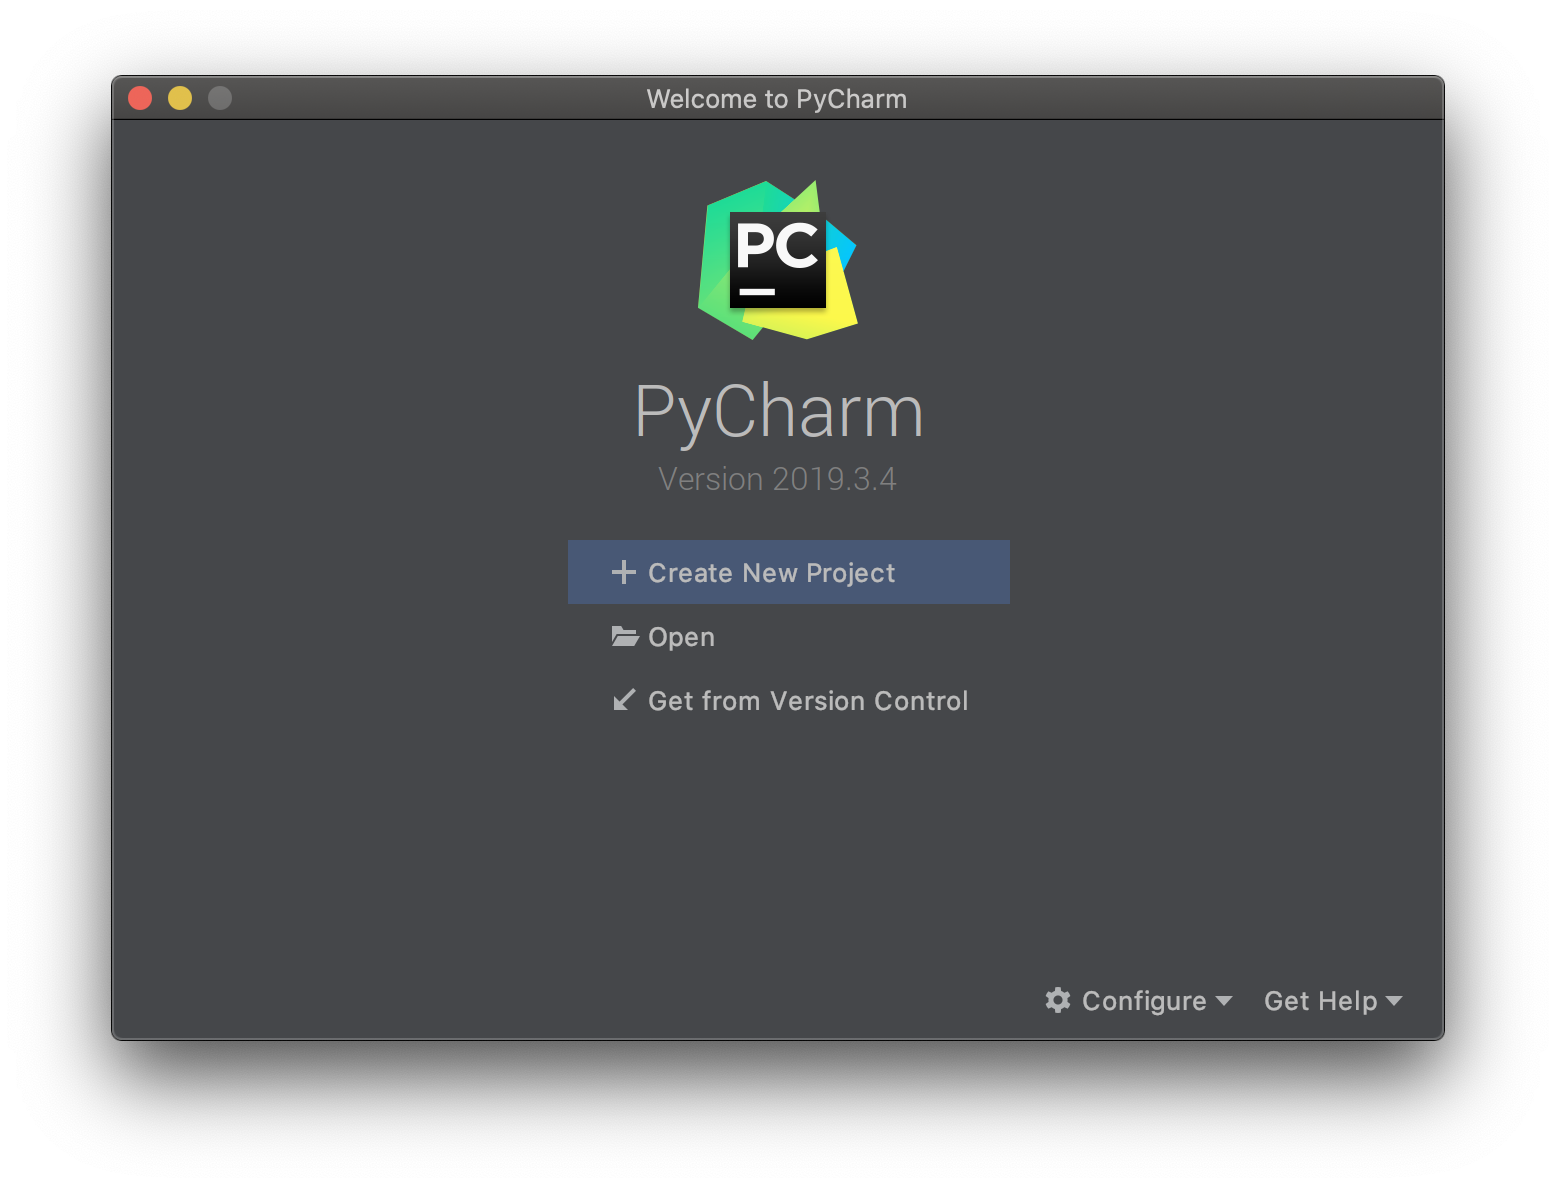 Welcome to PyCharm
PC
PyCharm
Version 2019.3.4
Create New Project
Open
Get from Version Control
Configure Get Help